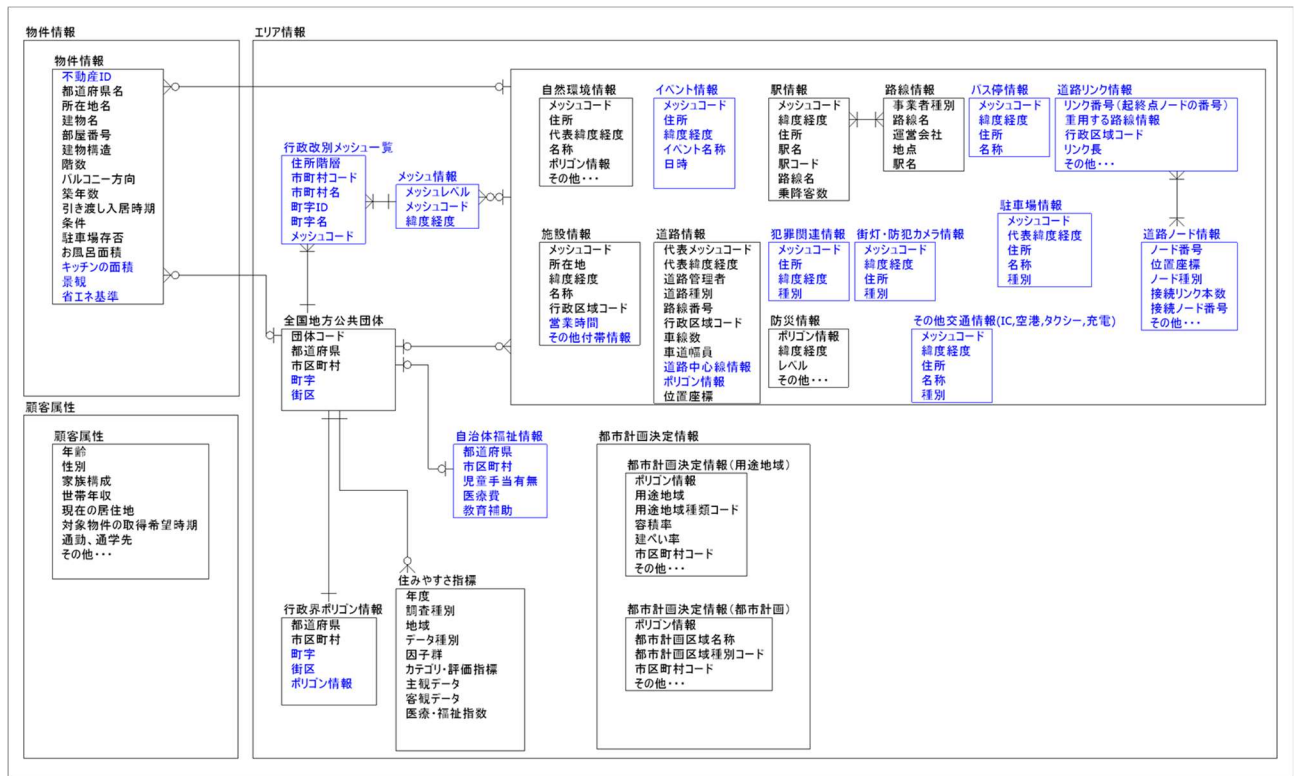 物件情報
物件情報
不動産ID
都道府県名
所在地名
建物名
部屋番号
建物構造
階数
バルコニー方向
築年数
引き渡し入居時期
条件
駐車場存否
お風呂面積
キッチンの面積
景観
省エネ基準
顧客属性
顧客属性
年齢
性別
家族構成
世帯年収
現在の居住地
対象物件の取得希望時期
通勤、通学先
その他・・・
エリア情報
行政改別メッシュ一覧
住所階層
市町村コード
市町村名
町字ID
町字名
メッシュコード
メッシュ情報
メッシュレベル
メッシュコード
緯度経度
全国地方公共団体
団体コード
都道府県
市区町村
町字
街区
自然環境情報
メッシュコード
住所
代表緯度経度
名称
ポリゴン情報
その他・・・
イベント情報
メッシュコード
住所
緯度経度
イベント名称
日時
駅情報
メッシュコード
緯度経度
住所
駅名
駅コード
路線名
乗降客数
路線情報
事業者種別
路線名
運営会社
地点
駅名
バス停情報
メッシュコード
緯度経度
住所
名称
道路リンク情報
リンク番号(起終点ノードの番号)
重用する路線情報
行政区域コード
リンク長
その他・・・
施設情報
メッシュコード
所在地
緯度経度
名称
行政区域コード
営業時間
その他付帯情報
道路情報
代表メッシュコード
代表緯度経度
道路管理者
道路種別
路線番号
行政区域コード
車線数
車道幅員
道路中心線情報
ポリゴン情報
位置座標
犯罪関連情報
メッシュコード
住所
緯度経度
種別
街灯・防犯カメラ情報
メッシュコード
緯度経度
住所
種別
駐車場情報
メッシュコード
代表緯度経度
住所
名称
種別
道路ノード情報
ノード番号
位置座標
ノード種別
接続リンク本数
接続ノード番号
その他・・・
防災情報
ポリゴン情報
緯度経度
レベル
その他・・・
その他交通情報(IC,空港,タクシー,充電)
メッシュコード
緯度経度
住所
名称
種別
自治体福祉情報
都道府県
市区町村
児童手当有無
医療費
教育補助
行政界ポリゴン情報
都道府県
市区町村
町字
街区
ポリゴン情報
住みやすさ指標
年度
調査種別
地域
データ種別
因子群
カテゴリ・評価指標
主観データ
客観データ
医療・福祉指数
都市計画決定情報
都市計画決定情報(用途地域)
ポリゴン情報
用途地域
用途地域種類コード
容積率
建ぺい率
市区町村コード
その他・・・
都市計画決定情報(都市計画)
ポリゴン情報
都市計画区域名称
都市計画区域種別コード
市区町村コード
その他・・・